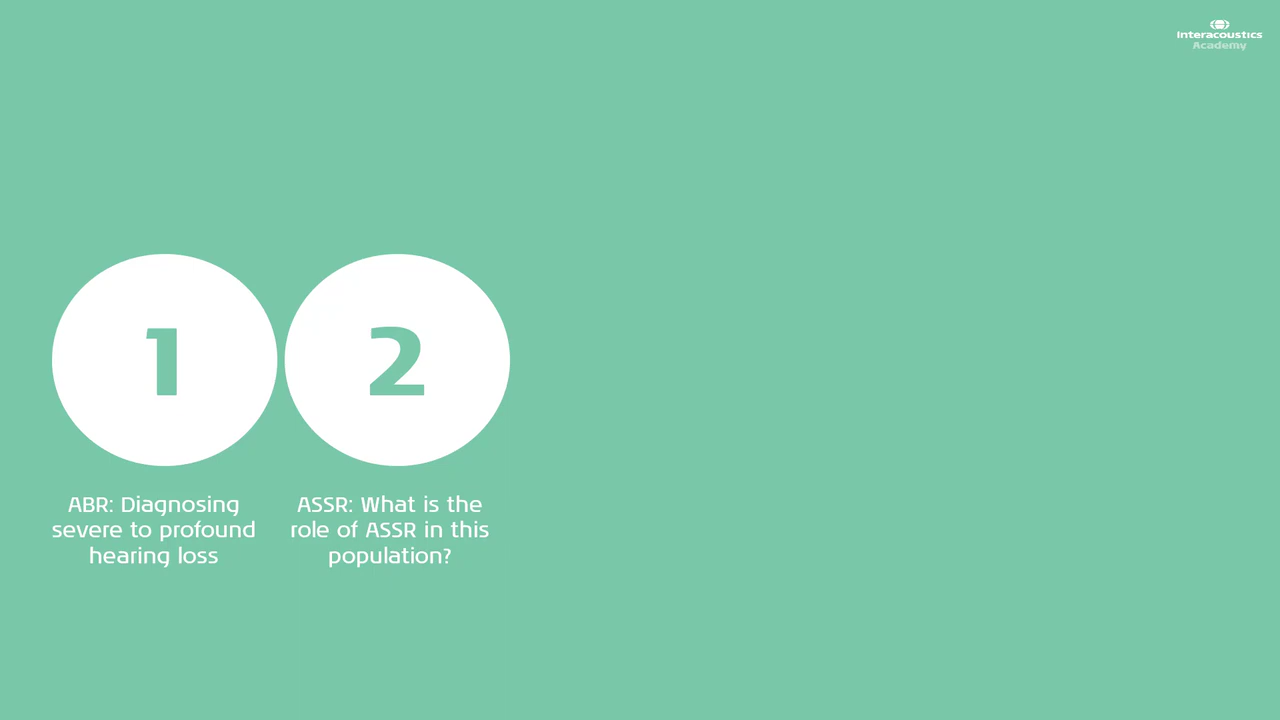 Interacoustics
Academy
1
2
ABR: Diagnosing
severe to profound
hearing loss
ASSR: What is the
role of ASSR in this
population?